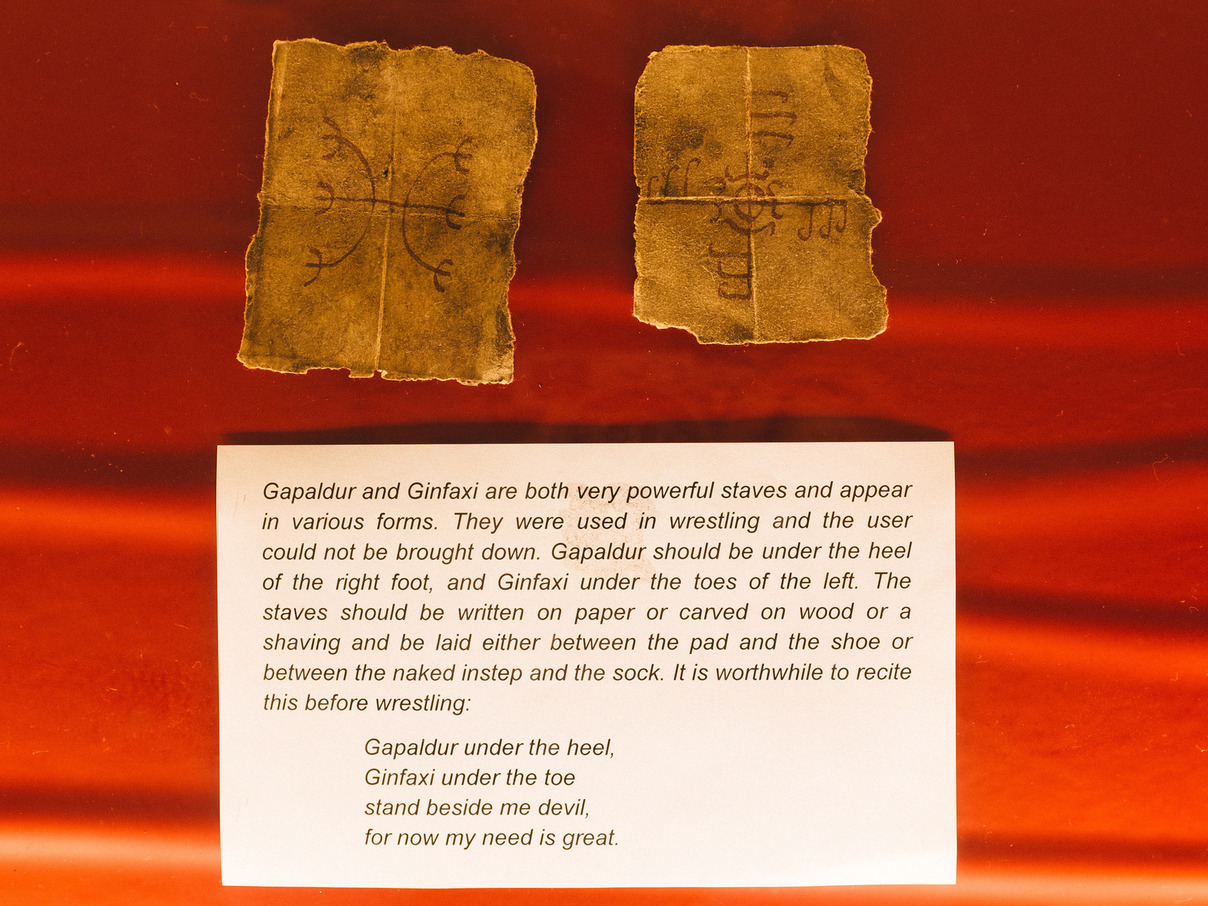 Gapaldur and Ginfaxi are both very powerful staves and appear
in various forms. They were used in wrestling and the user
could not be brought down. Gapaldur should be under the heel
of the right foot, and Ginfaxi under the toes of the left. The
staves should be written on paper or carved on wood or a
shaving and be laid either between the pad and the shoe or
between the naked instep and the sock. It is worthwhile to recite
this before wrestling:
Gapaldur under the heel,
Ginfaxi under the toe
stand beside me devil,
for now my need is great.